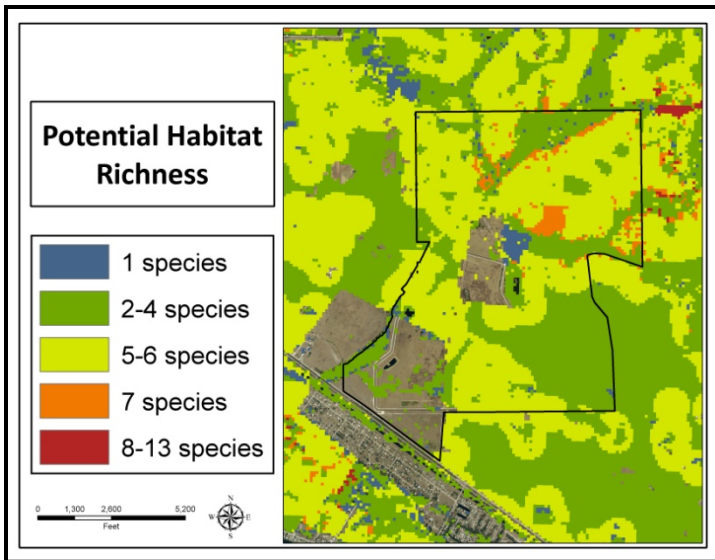 Potential Habitat
Richness
1 species
2-4 species
5-6 species
7 species
8-13 species
0 1,300 2,600 5,200
Feet
N
W E
S